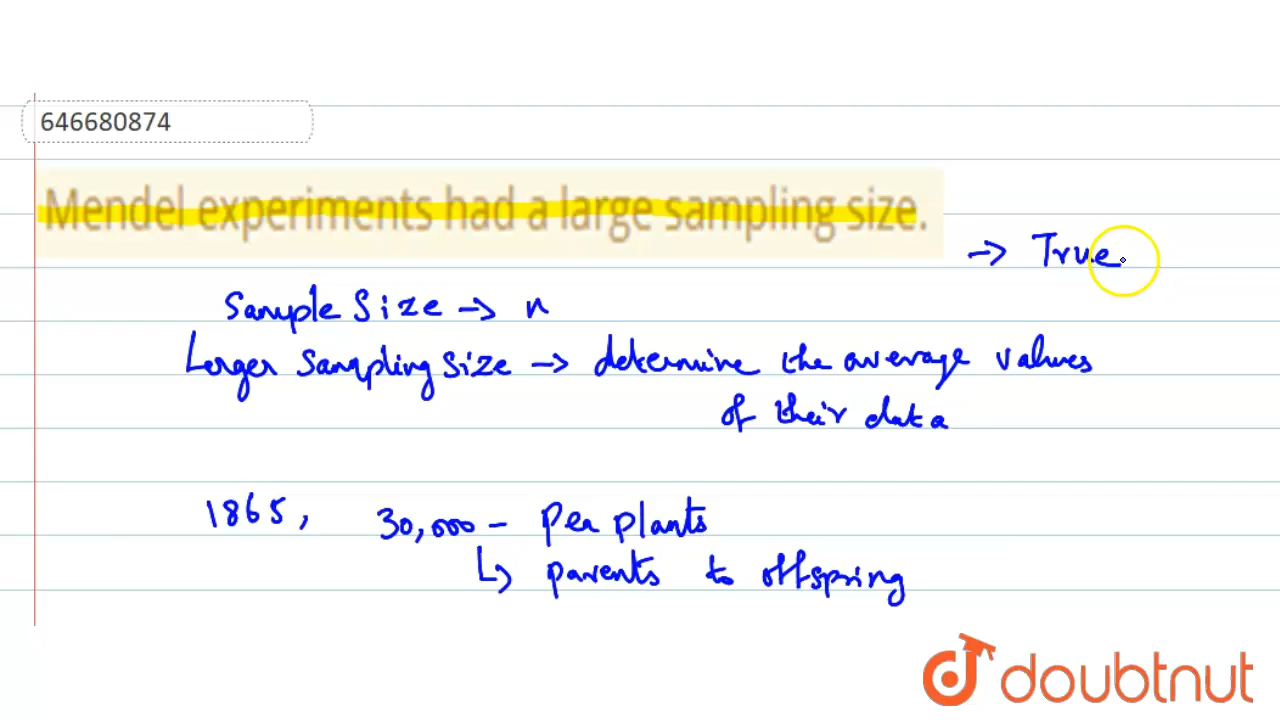 646680874
Mendel experiments had a large sampling size.
→ True.
Sample Size → n
Larger Sampling Size → determine the average values
of their data
1865, 30,000 - Pea plants
↳ parents to offspring
doubtnut